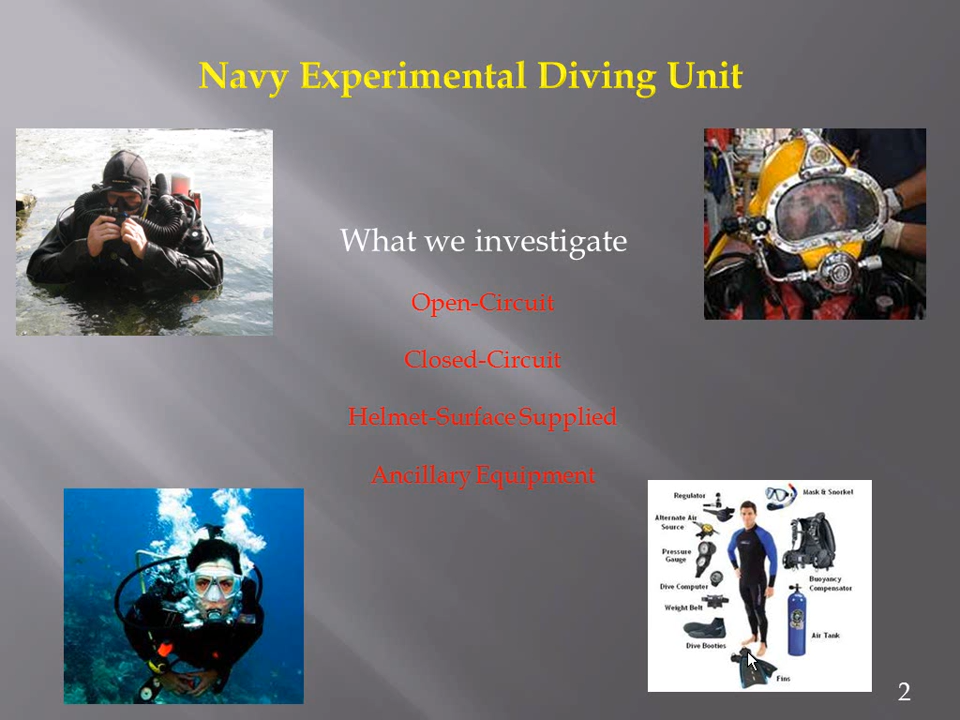 Navy Experimental Diving Unit
What we investigate
Open-Circuit
Closed-Circuit
Helmet-Surface Supplied
Ancillary Equipment
Regulator
Mask & Snorkel
Alternate Air
Source
Pressure
Gauge
Dive Computer
Buoyancy
Compensator
Weight Belt
Air Tank
Dive Booties
Fins
2